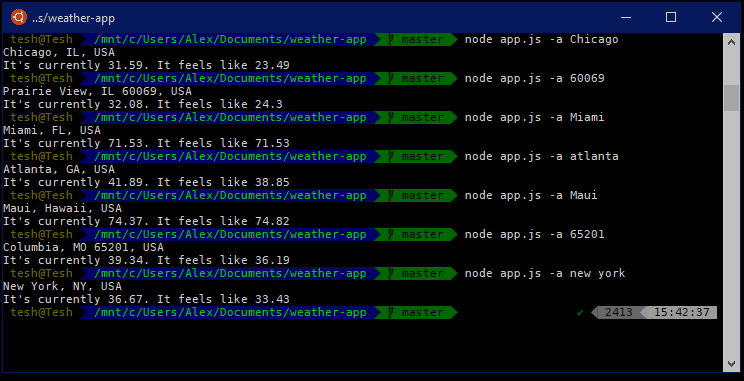 ..s/weather-app
tesh@Tesh /mnt/c/Users/Alex/Documents/weather-app master node app.js -a Chicago
Chicago, IL, USA
It's currently 31.59. It feels like 23.49
tesh@Tesh /mnt/c/Users/Alex/Documents/weather-app master node app.js -a 60069
Prairie View, IL 60069, USA
It's currently 32.08. It feels like 24.3
tesh@Tesh /mnt/c/Users/Alex/Documents/weather-app master node app.js -a Miami
Miami, FL, USA
It's currently 71.53. It feels like 71.53
tesh@Tesh /mnt/c/Users/Alex/Documents/weather-app master node app.js -a atlanta
Atlanta, GA, USA
It's currently 41.89. It feels like 38.85
tesh@Tesh /mnt/c/Users/Alex/Documents/weather-app master node app.js -a Maui
Maui, Hawaii, USA
It's currently 74.37. It feels like 74.82
tesh@Tesh /mnt/c/Users/Alex/Documents/weather-app master node app.js -a 65201
Columbia, MO 65201, USA
It's currently 39.34. It feels like 36.19
tesh@Tesh /mnt/c/Users/Alex/Documents/weather-app master node app.js -a new york
New York, NY, USA
It's currently 36.67. It feels like 33.43
tesh@Tesh /mnt/c/Users/Alex/Documents/weather-app master ✔ 2413 15:42:37